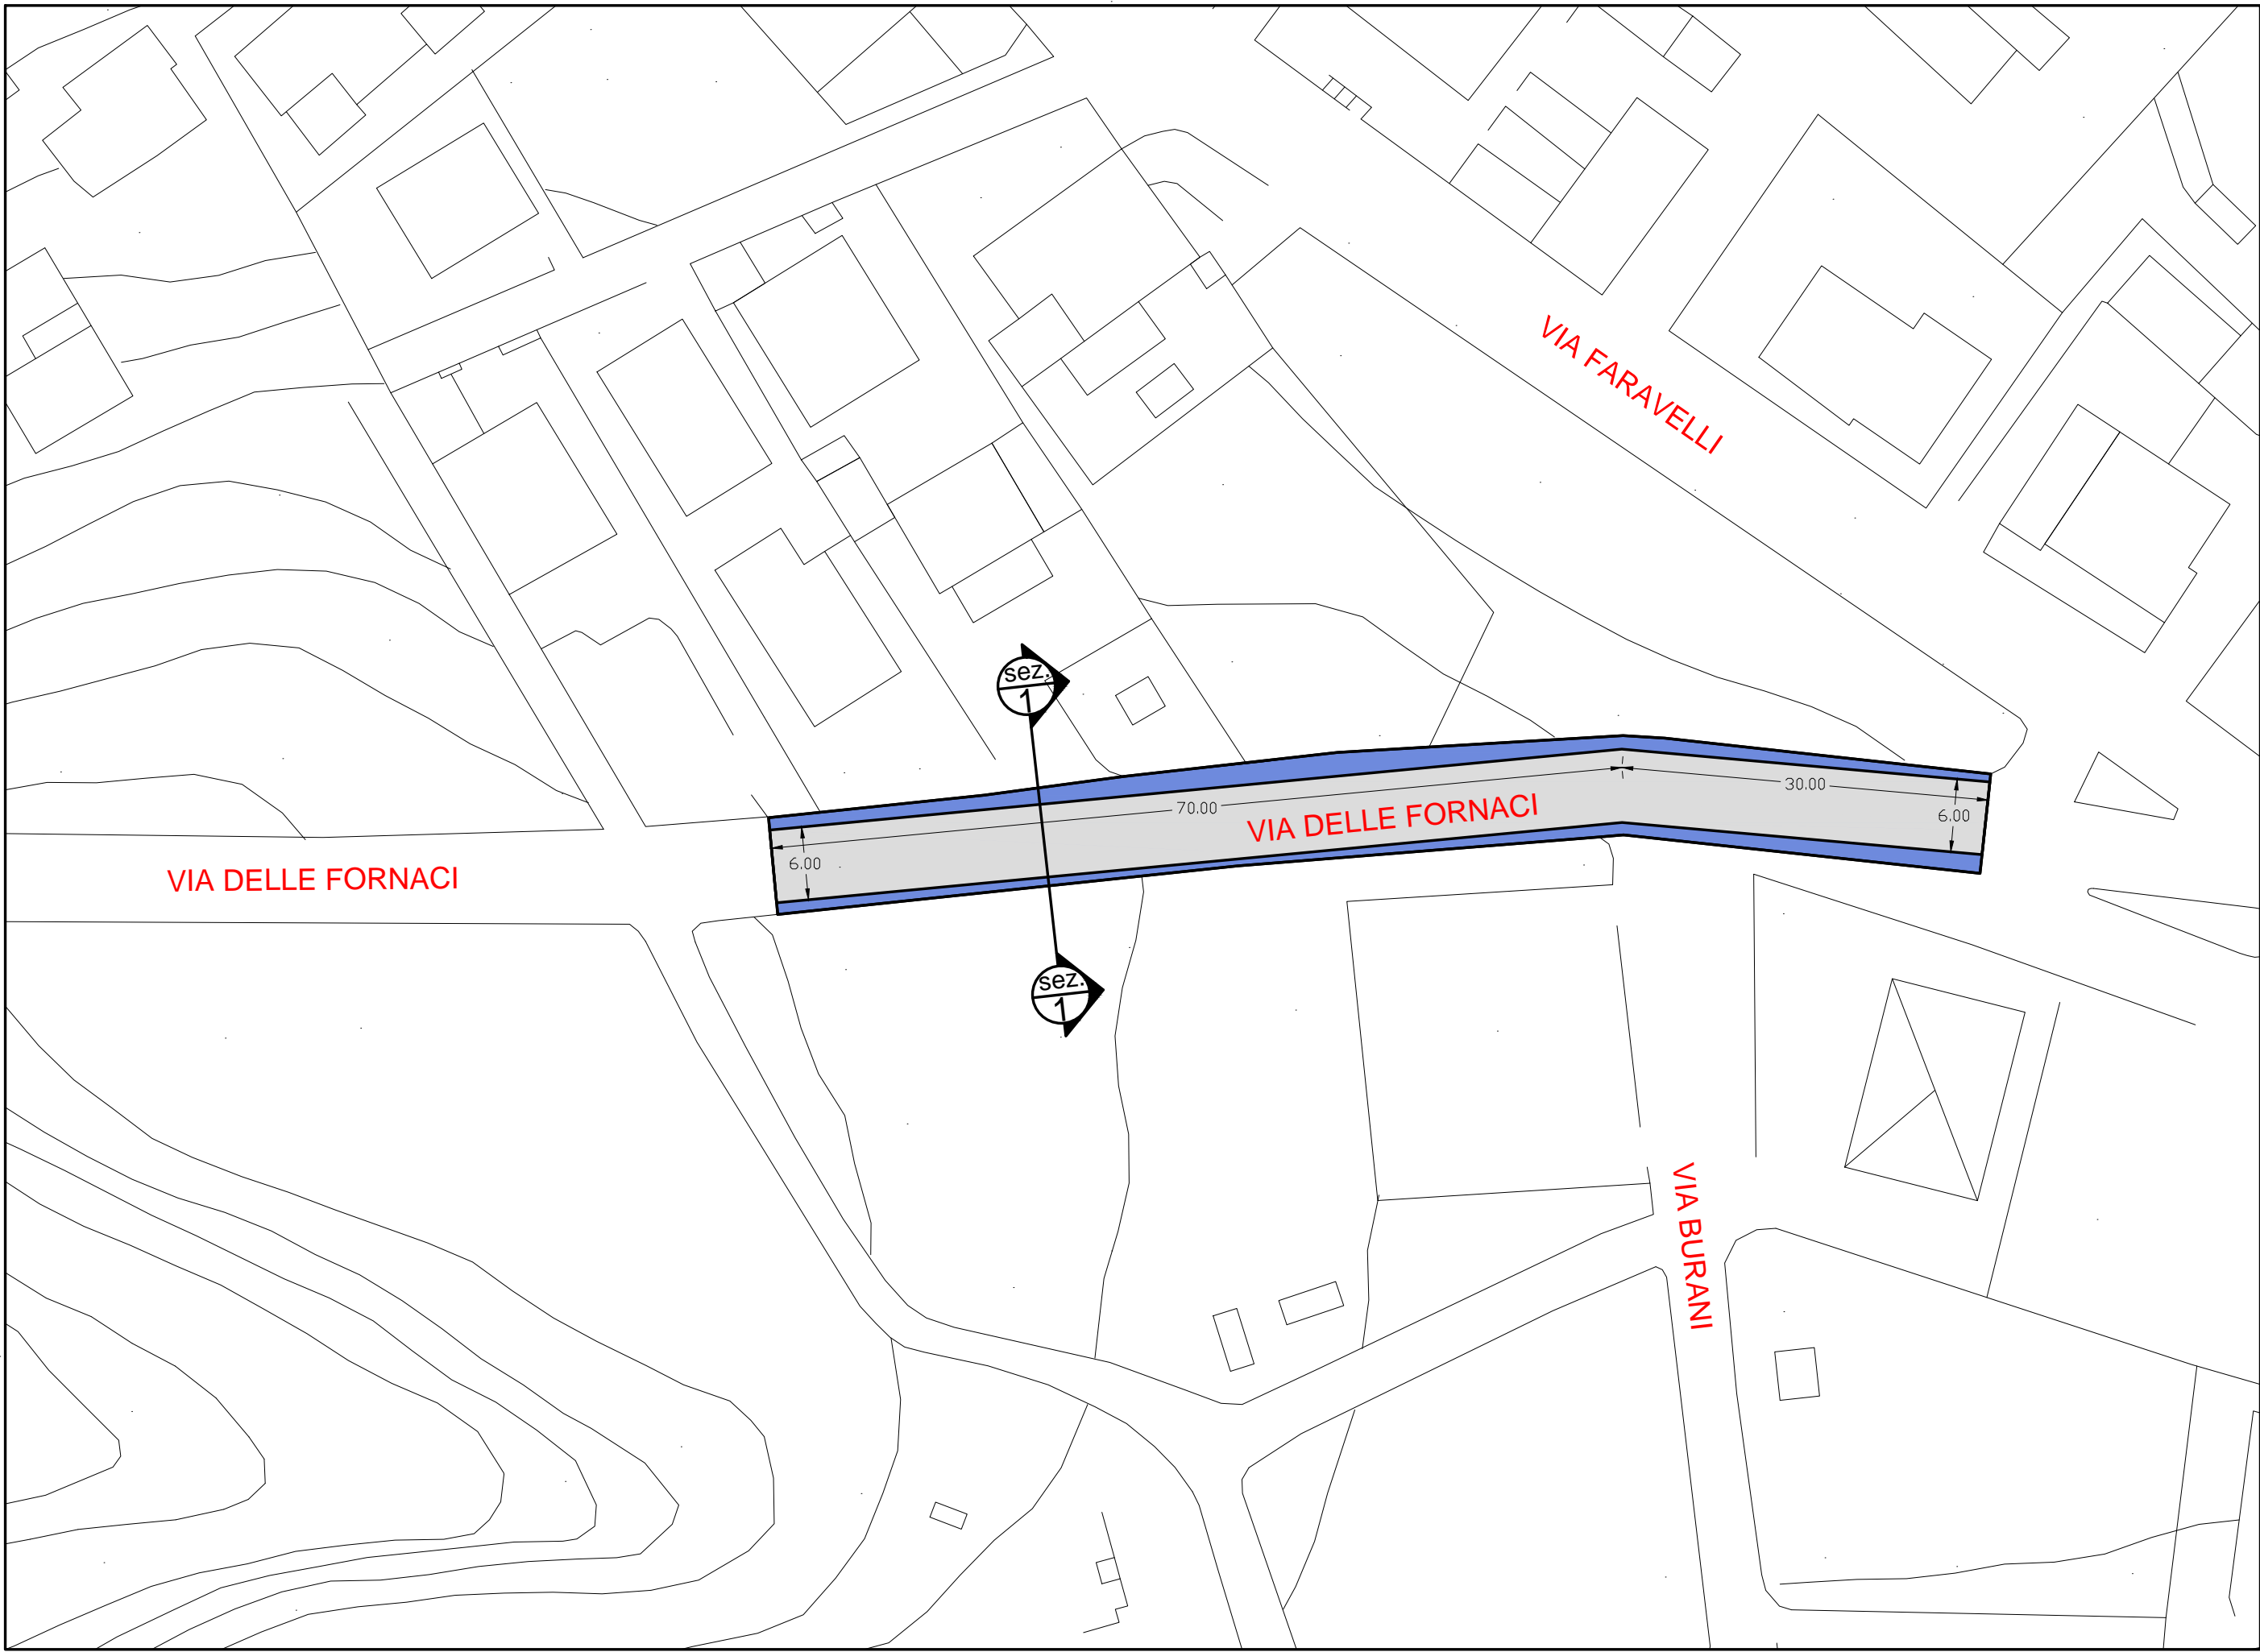 VIA FARAVELLI
sez.
1
30.00
70.00
VIA DELLE FORNACI
6.00
6.00
VIA DELLE FORNACI
sez.
1
VIA BURANI